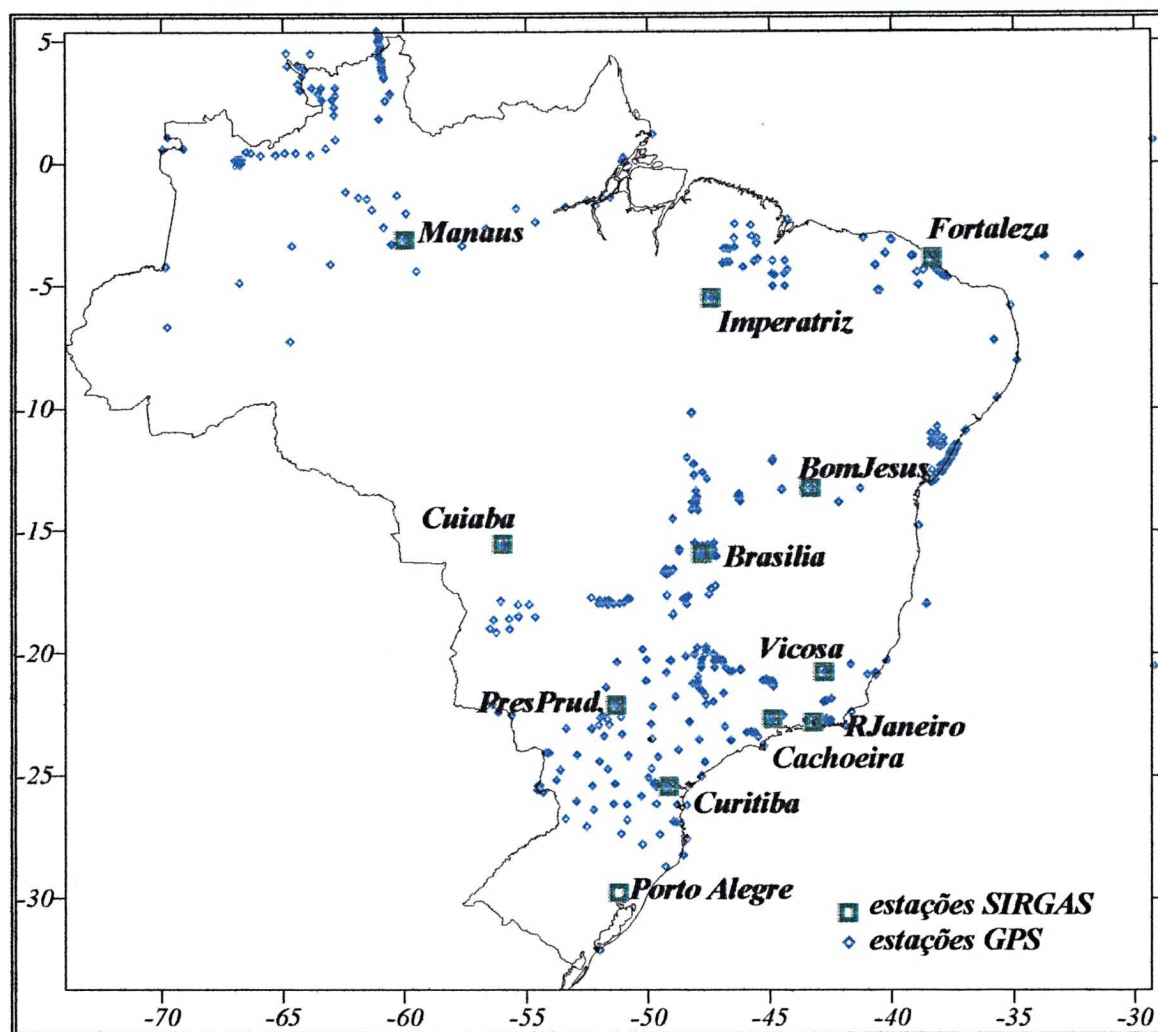 5
0
-5
-10
-15
-20
-25
-30
Manaus
Fortaleza
Imperatriz
BomJesus
Cuiaba
Brasilia
Vicosa
PresPrud.
RJaneiro
Cachoeira
Curitiba
Porto Alegre
estações SIRGAS
estações GPS
-70 -65 -60 -55 -50 -45 -40 -35 -29